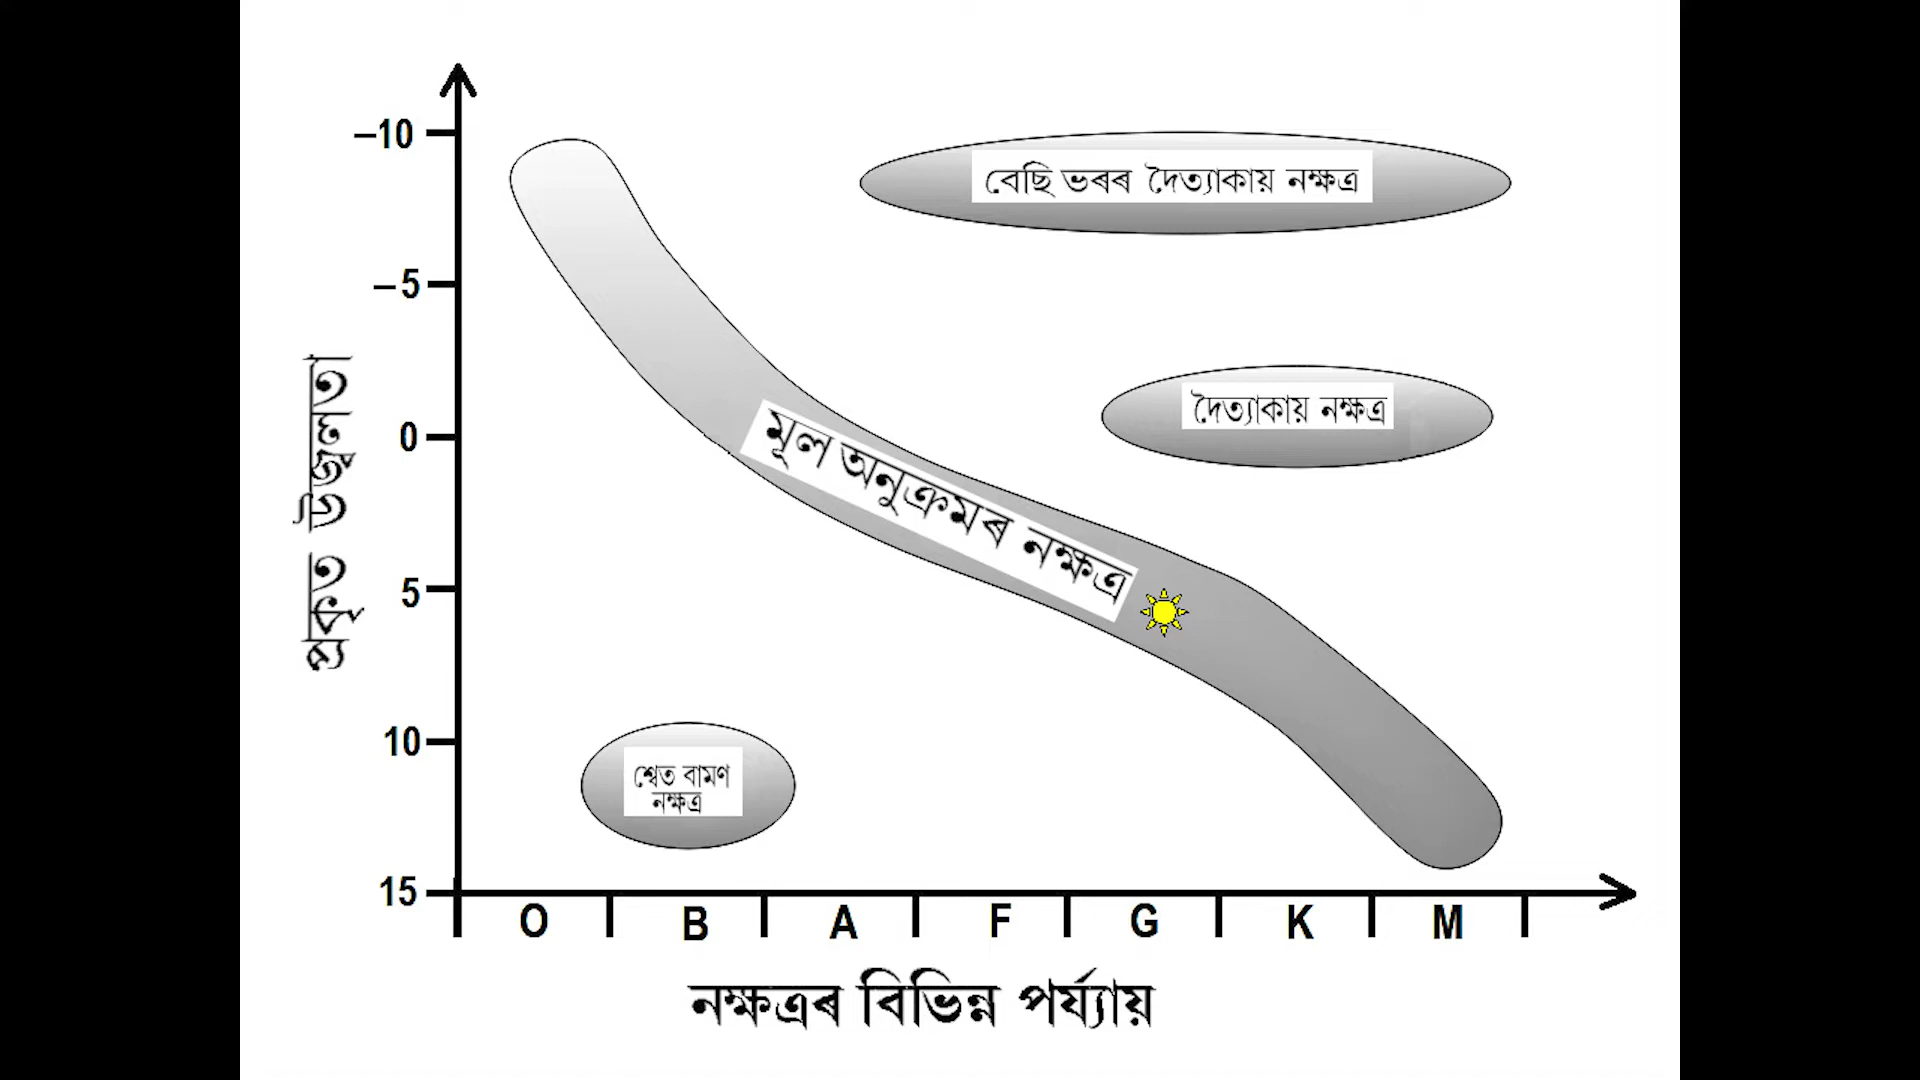 –10
বেছি ভৰৰ দৈত্যাকায় নক্ষত্ৰ
–5
দৈত্যাকায় নক্ষত্ৰ
0
মূল অনুক্ৰমৰ নক্ষত্ৰ
প্ৰকৃত উজ্বলতা
5
10
শ্বেত বামণ
নক্ষত্ৰ
15
O B A F G K M
নক্ষত্ৰৰ বিভিন্ন পৰ্য্যায়